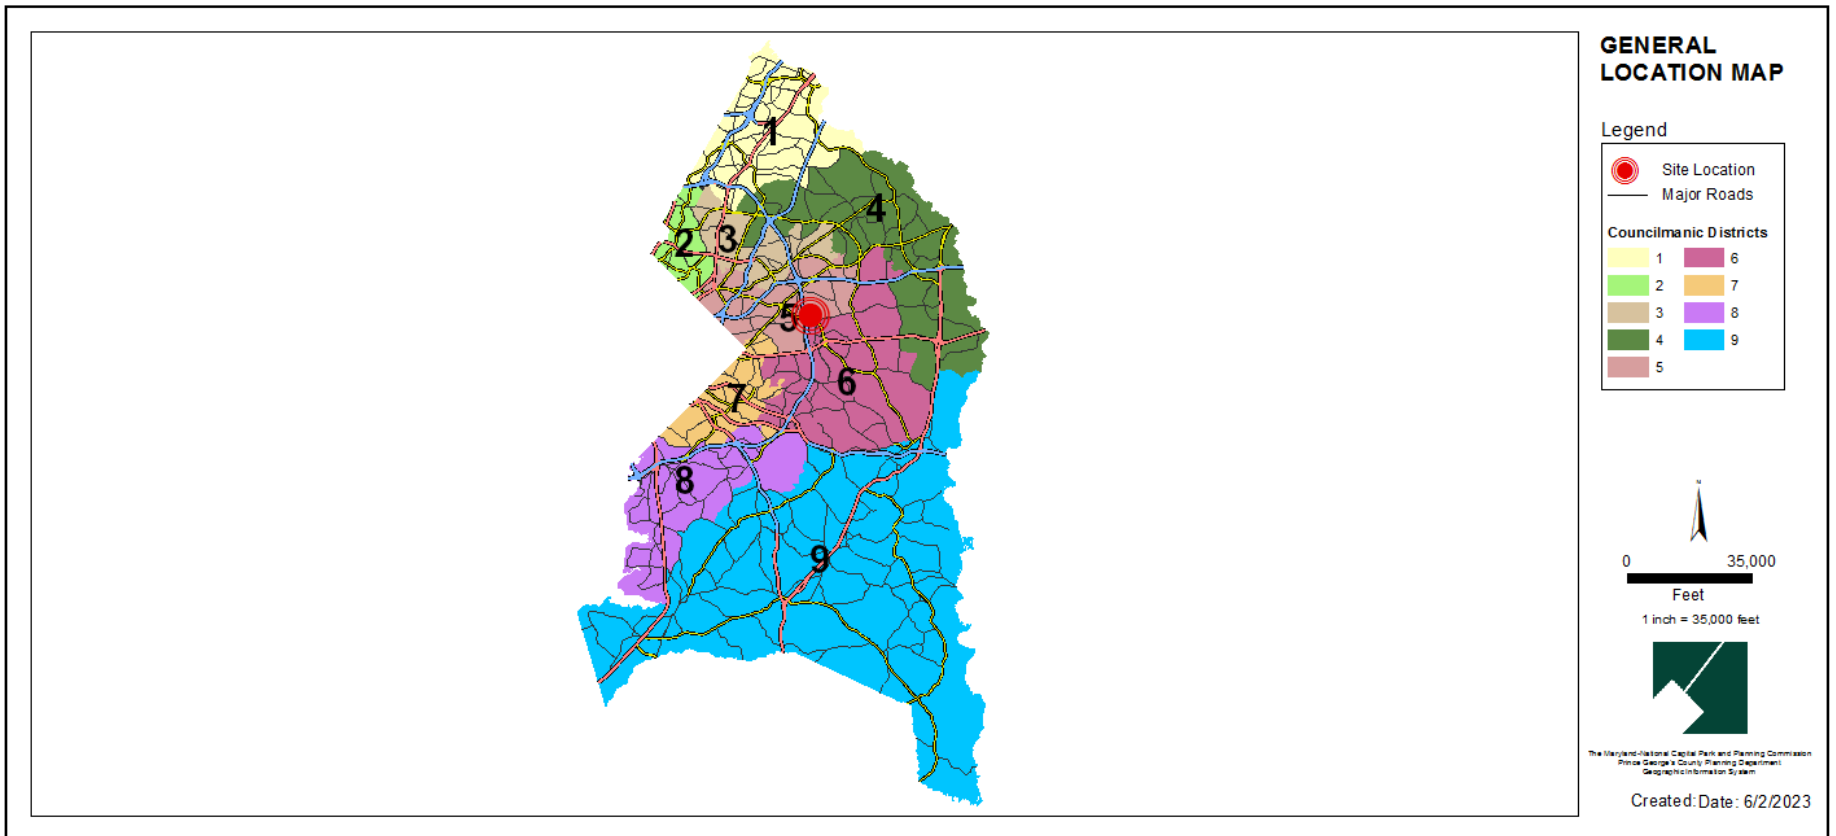 GENERAL
LOCATION MAP
Legend
Site Location
Major Roads
Councilmanic Districts
1 6
2 7
3 8
4 9
5
1
2
3
4
5
6
7
8
9
N
0 35,000
Feet
1 inch = 35,000 feet
The Maryland-National Capital Park and Planning Commission
Prince George's County Planning Department
Geographic Information System
Created: Date: 6/2/2023